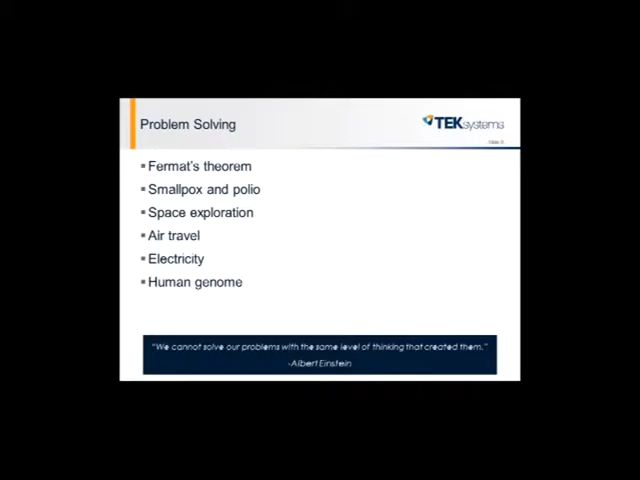 Problem Solving
TEKsystems
Fermat's theorem
Smallpox and polio
Space exploration
Air travel
Electricity
Human genome
"We cannot solve our problems with the same level of thinking that created them."
-Albert Einstein